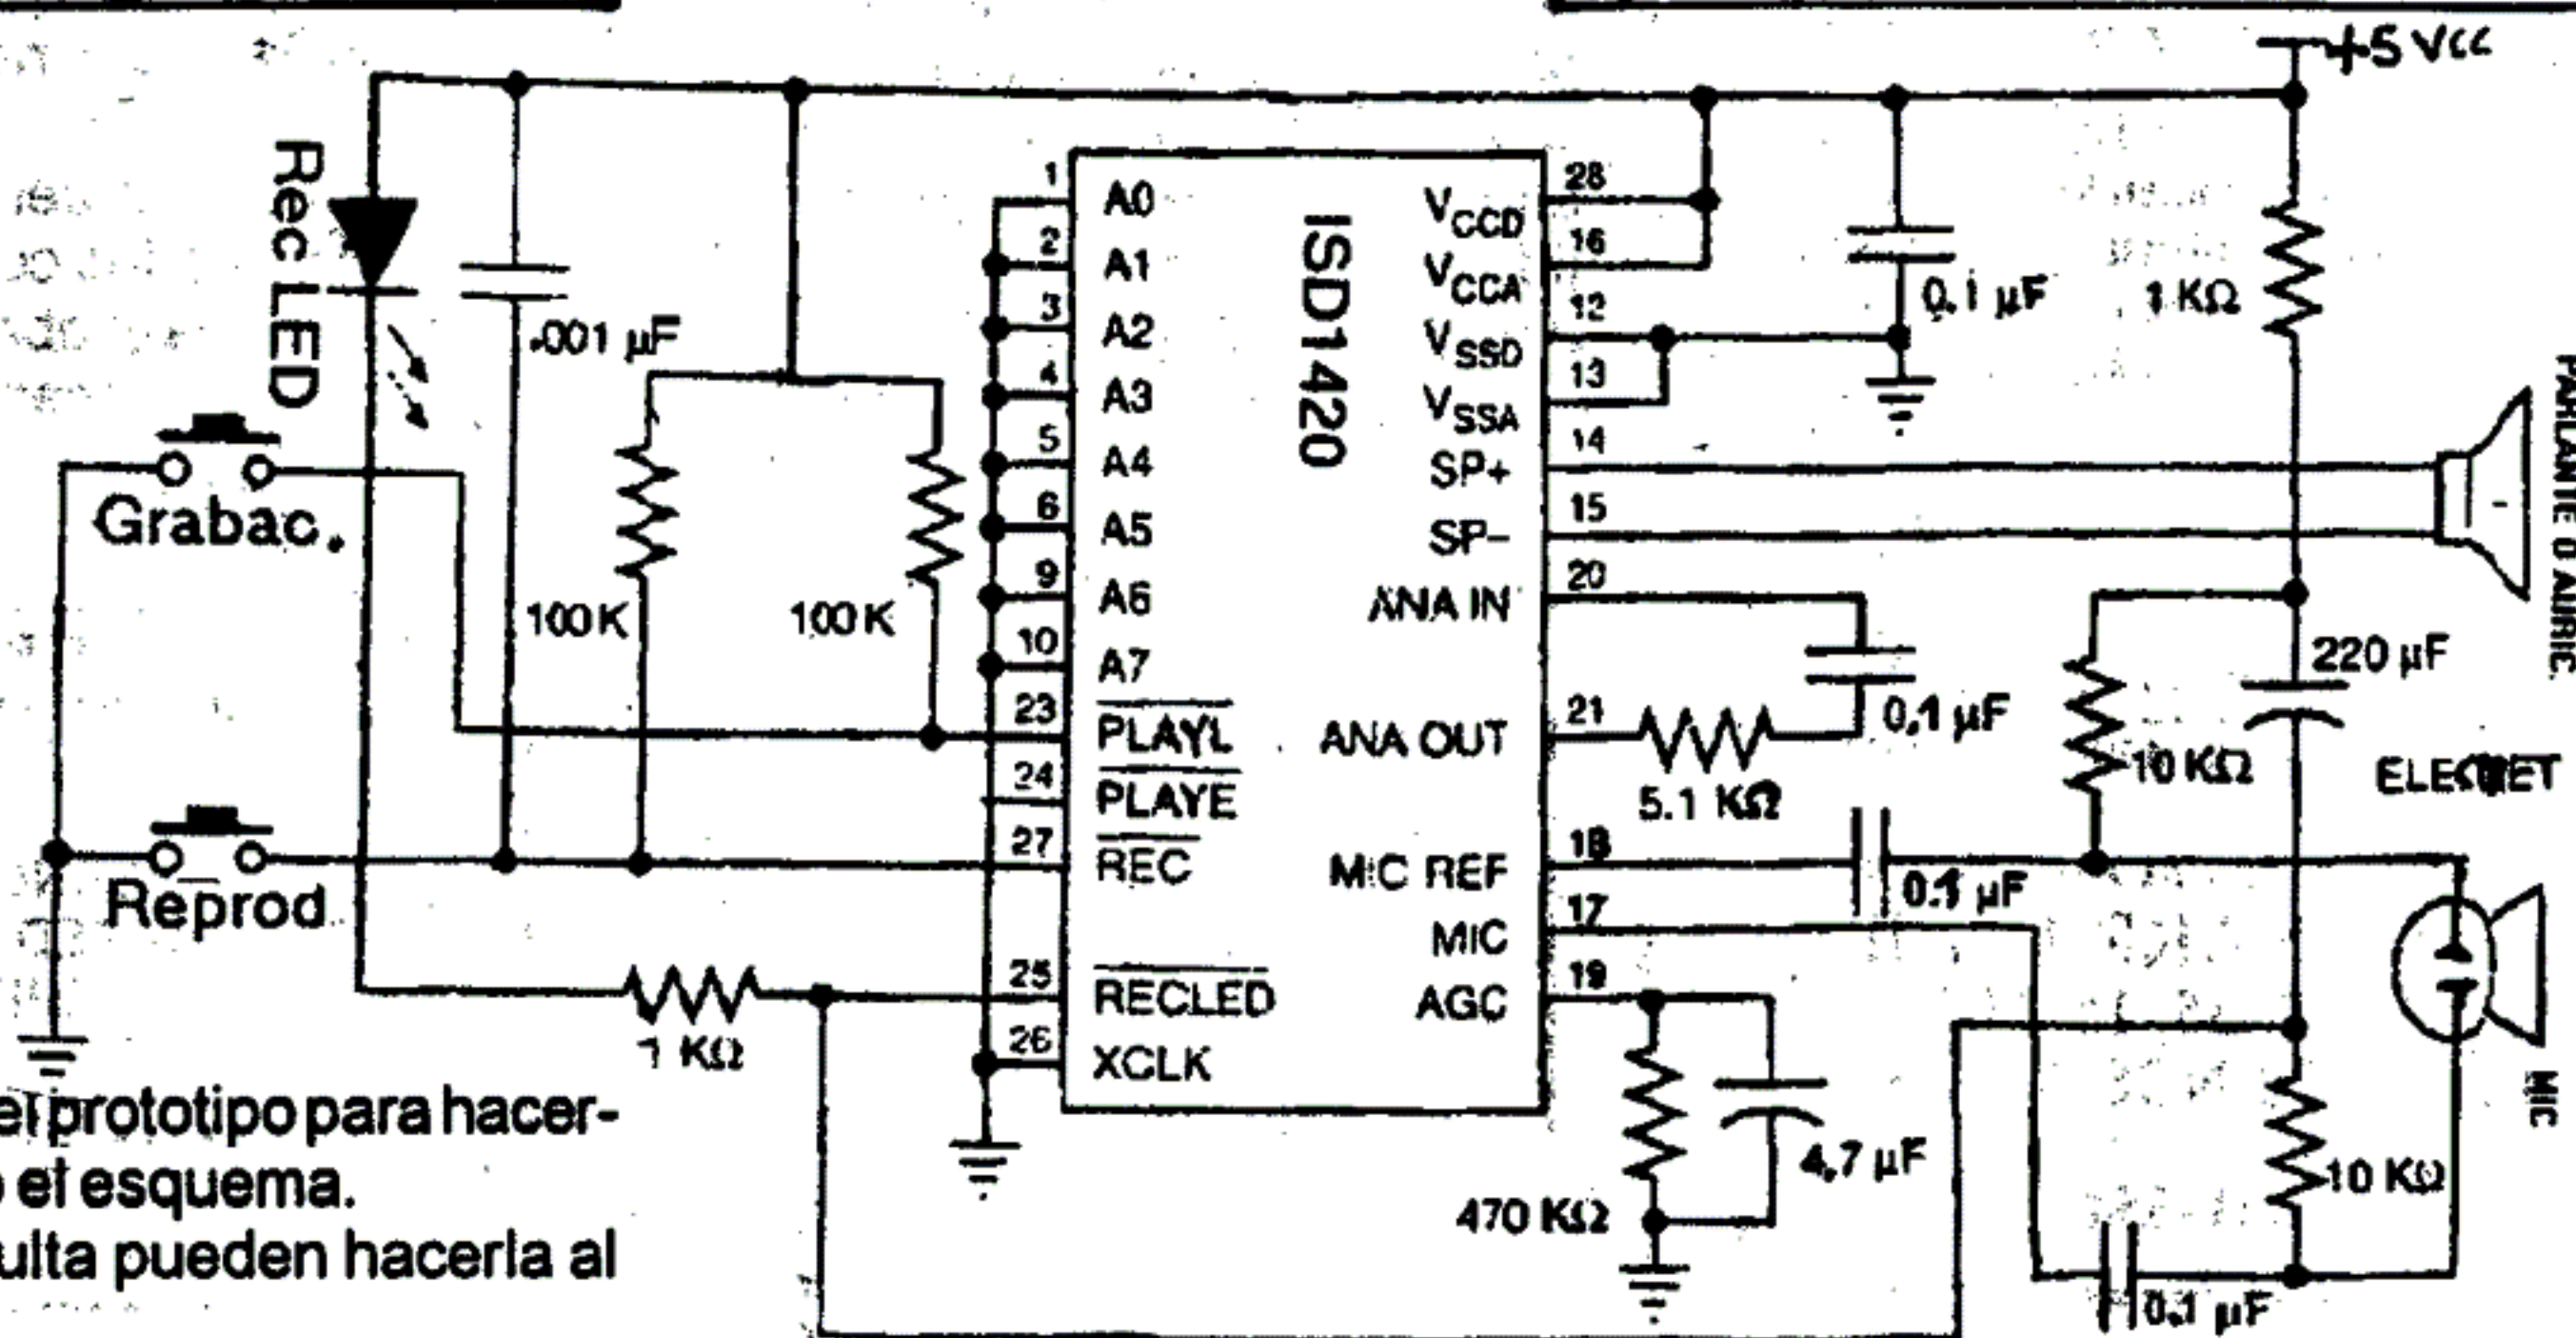 +5 Vcc
Rec LED
.001 µF
Grabac.
100 K
100 K
Reprod
1 KΩ
ISD1420
1 A0
2 A1
3 A2
4 A3
5 A4
6 A5
9 A6
10 A7
23 PLAYL
24 PLAYE
27 REC
25 RECLED
26 XCLK
28 VCCD
16 VCCA
12 VSSD
13 VSSA
14 SP+
15 SP-
20 ANA IN
21 ANA OUT
18 MIC REF
17 MIC
19 AGC
0.1 µF
1 KΩ
0.1 µF
5.1 KΩ
220 µF
10 KΩ
0.1 µF
470 KΩ
4.7 µF
10 KΩ
0.1 µF
PARLANTE O AURIC.
MIC
el prototipo para hacer-
el esquema.
ulta pueden hacerla al